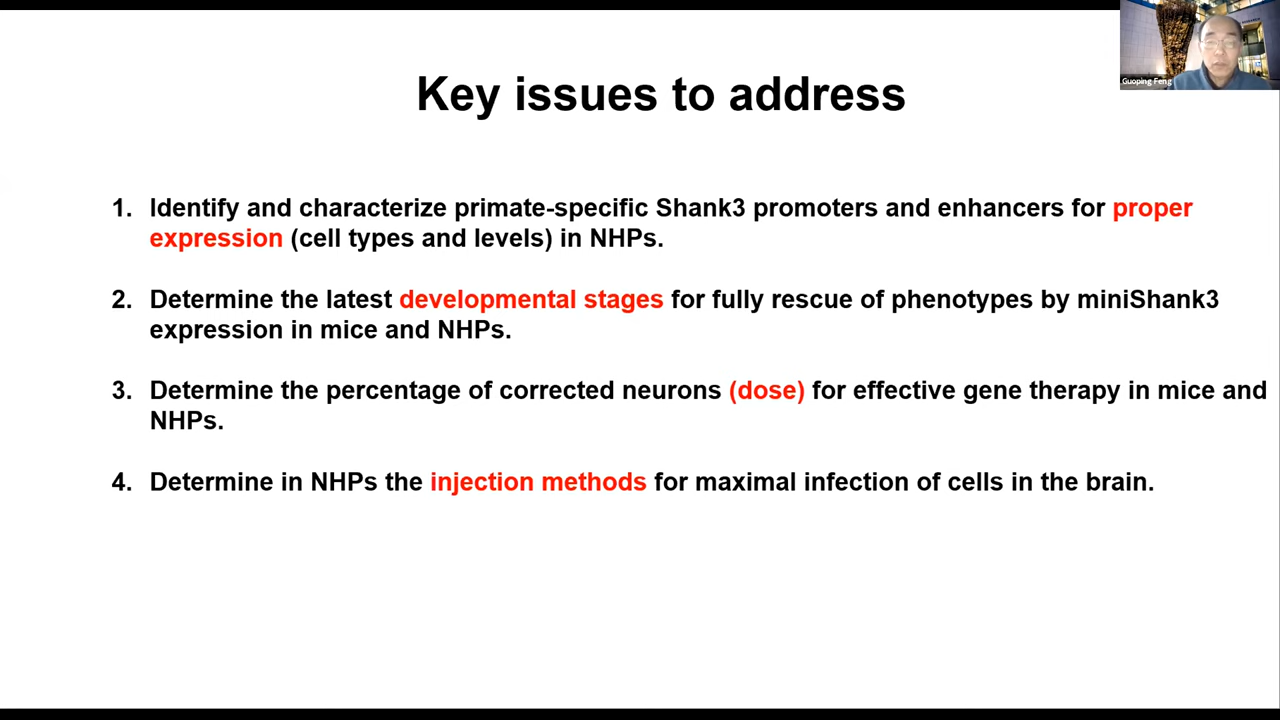 Key issues to address
Guoping Feng
1. Identify and characterize primate-specific Shank3 promoters and enhancers for proper
expression (cell types and levels) in NHPs.
2. Determine the latest developmental stages for fully rescue of phenotypes by miniShank3
expression in mice and NHPs.
3. Determine the percentage of corrected neurons (dose) for effective gene therapy in mice and
NHPs.
4. Determine in NHPs the injection methods for maximal infection of cells in the brain.